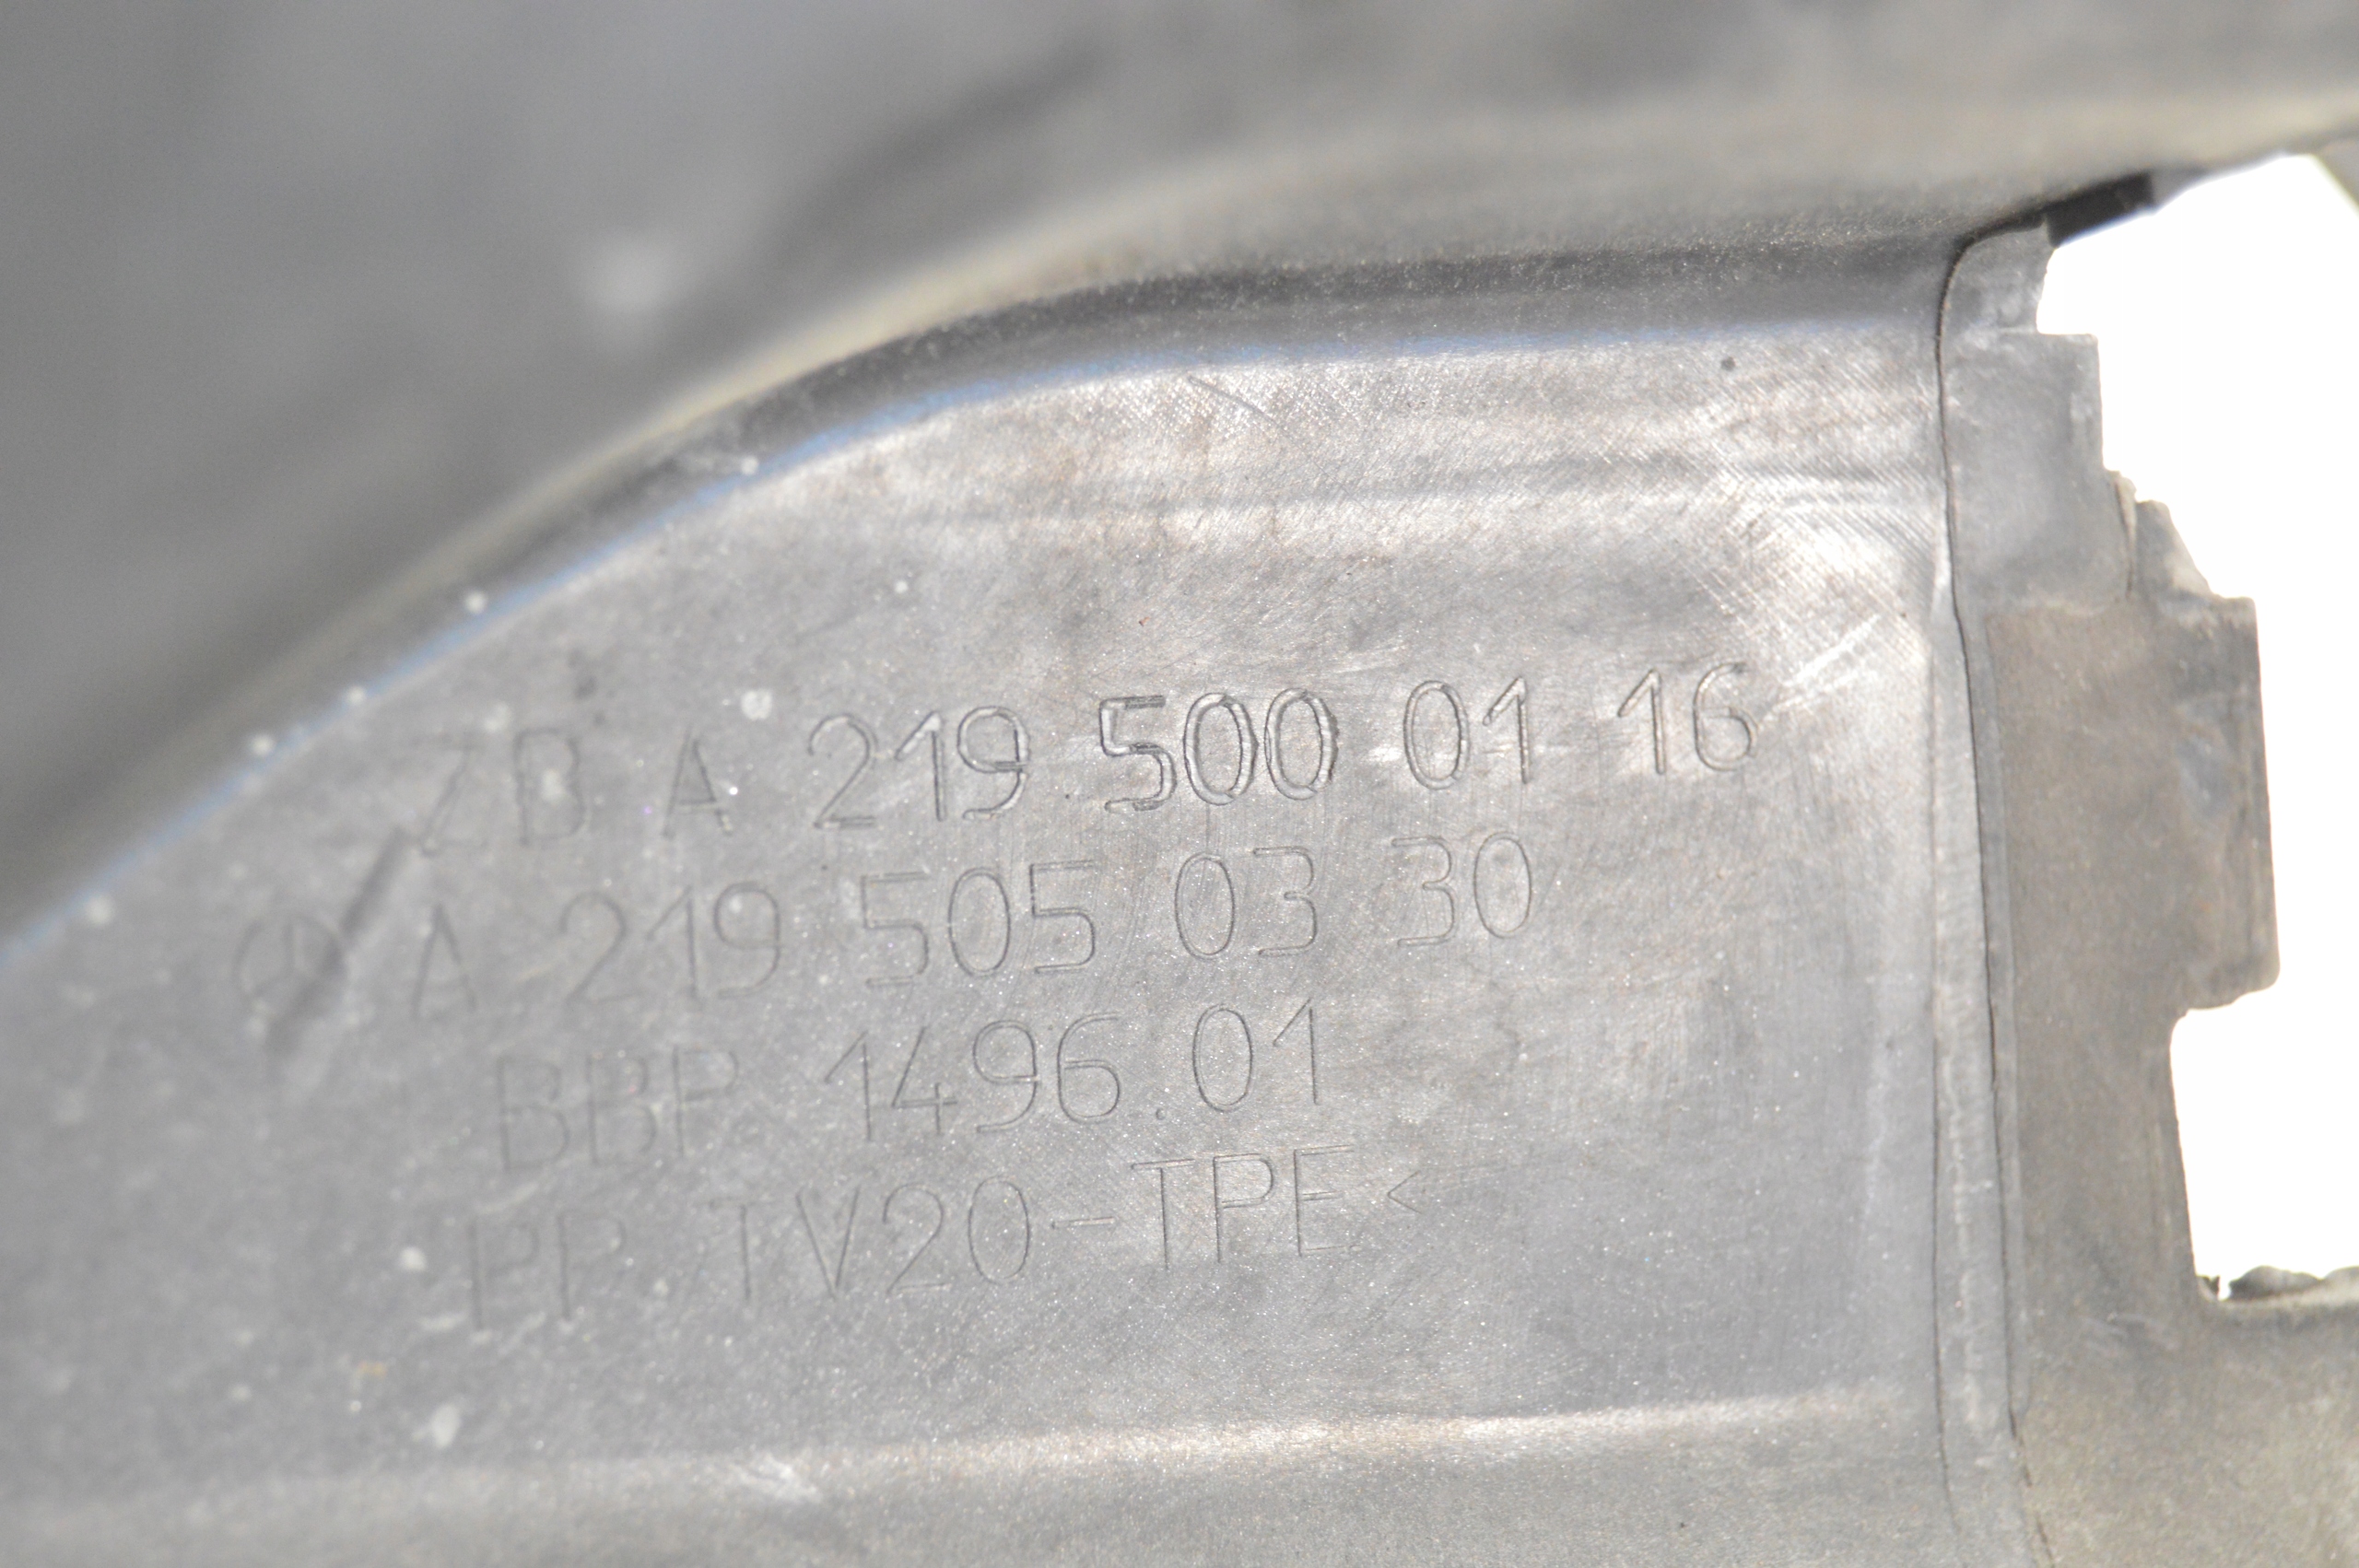 ZB A 219 500 01 16
A 219 505 03 30
BBP 1496.01
PP TV20-TPE<